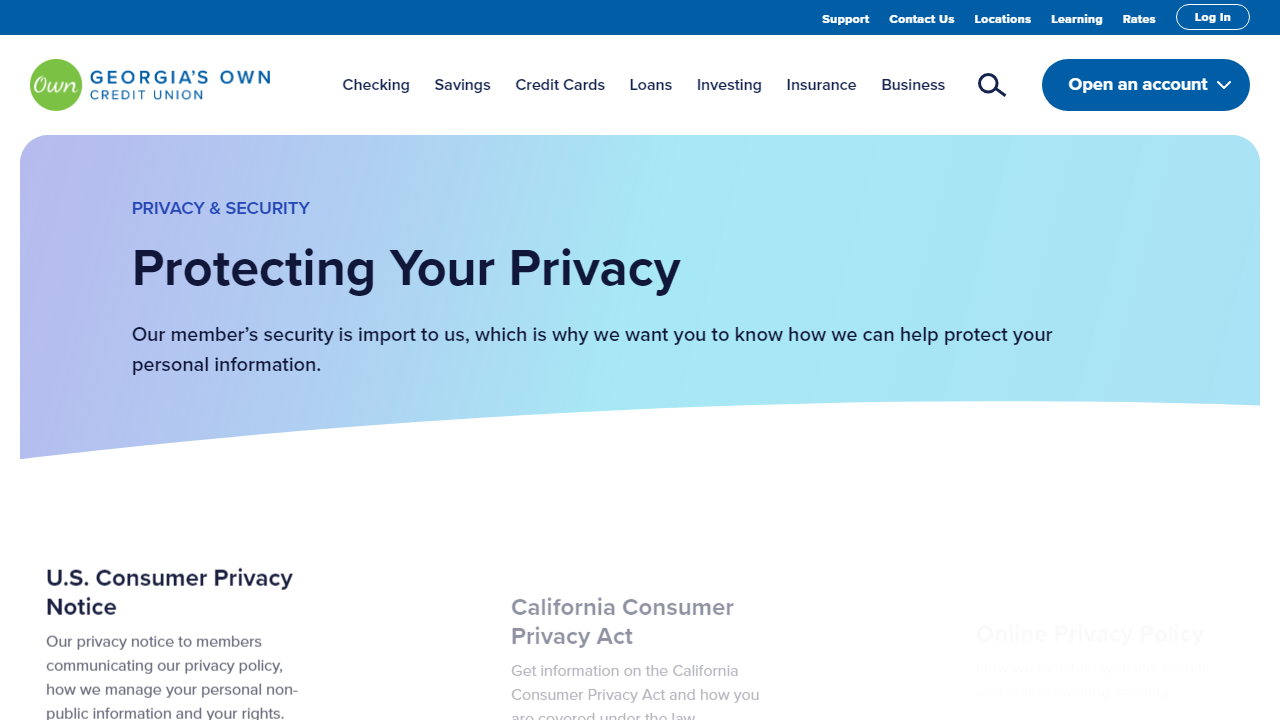 Support Contact Us Locations Learning Rates Log In
Own GEORGIA'S OWN
CREDIT UNION
Checking Savings Credit Cards Loans Investing Insurance Business Open an account
PRIVACY & SECURITY
Protecting Your Privacy
Our member's security is import to us, which is why we want you to know how we can help protect your
personal information.
U.S. Consumer Privacy
Notice
Our privacy notice to members
communicating our privacy policy,
how we manage your personal non-
public information and your rights.
California Consumer
Privacy Act
Get information on the California
Consumer Privacy Act and how you
are covered under the law.
Online Privacy Policy